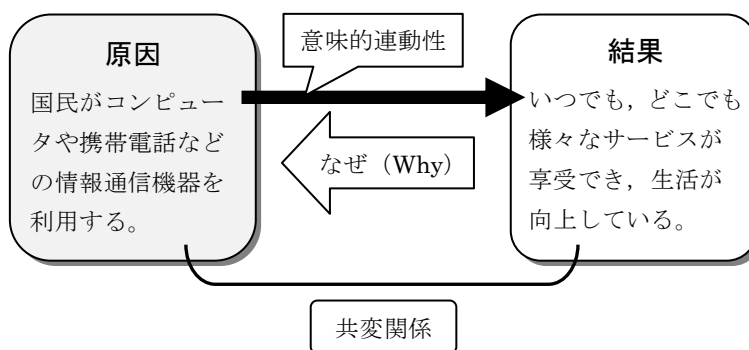 原因
国民がコンピュー
タや携帯電話など
の情報通信機器を
利用する。
意味的連動性
なぜ（Why）
結果
いつでも，どこでも
様々なサービスが
享受でき，生活が
向上している。
共変関係